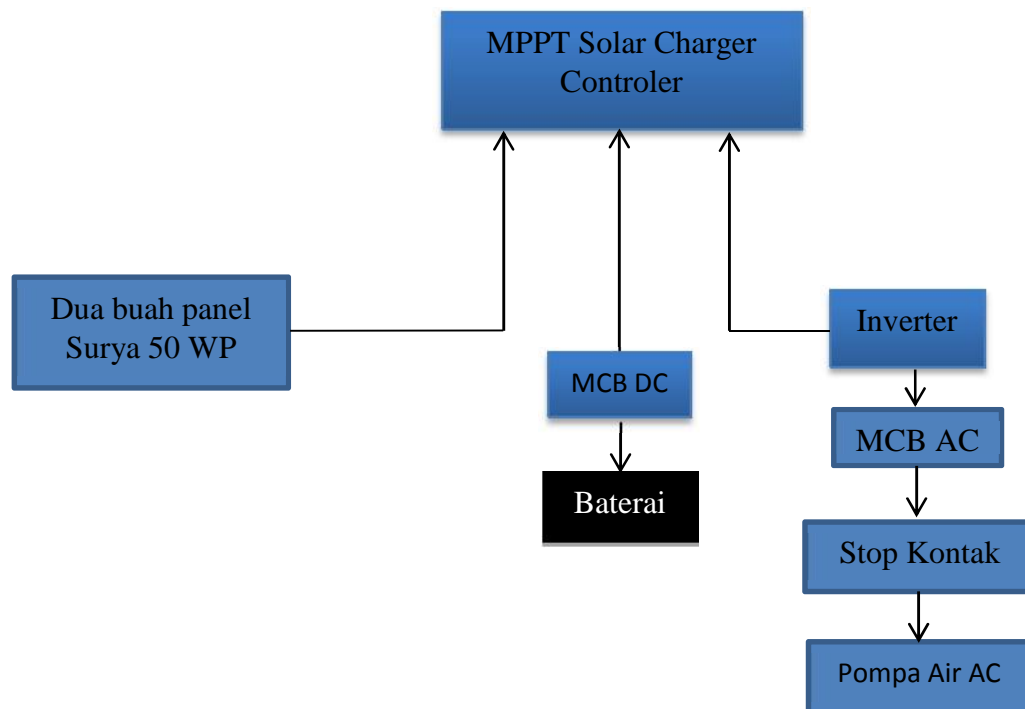 MPPT Solar Charger
Controler
Dua buah panel
Surya 50 WP
Inverter
MCB DC
MCB AC
Baterai
Stop Kontak
Pompa Air AC